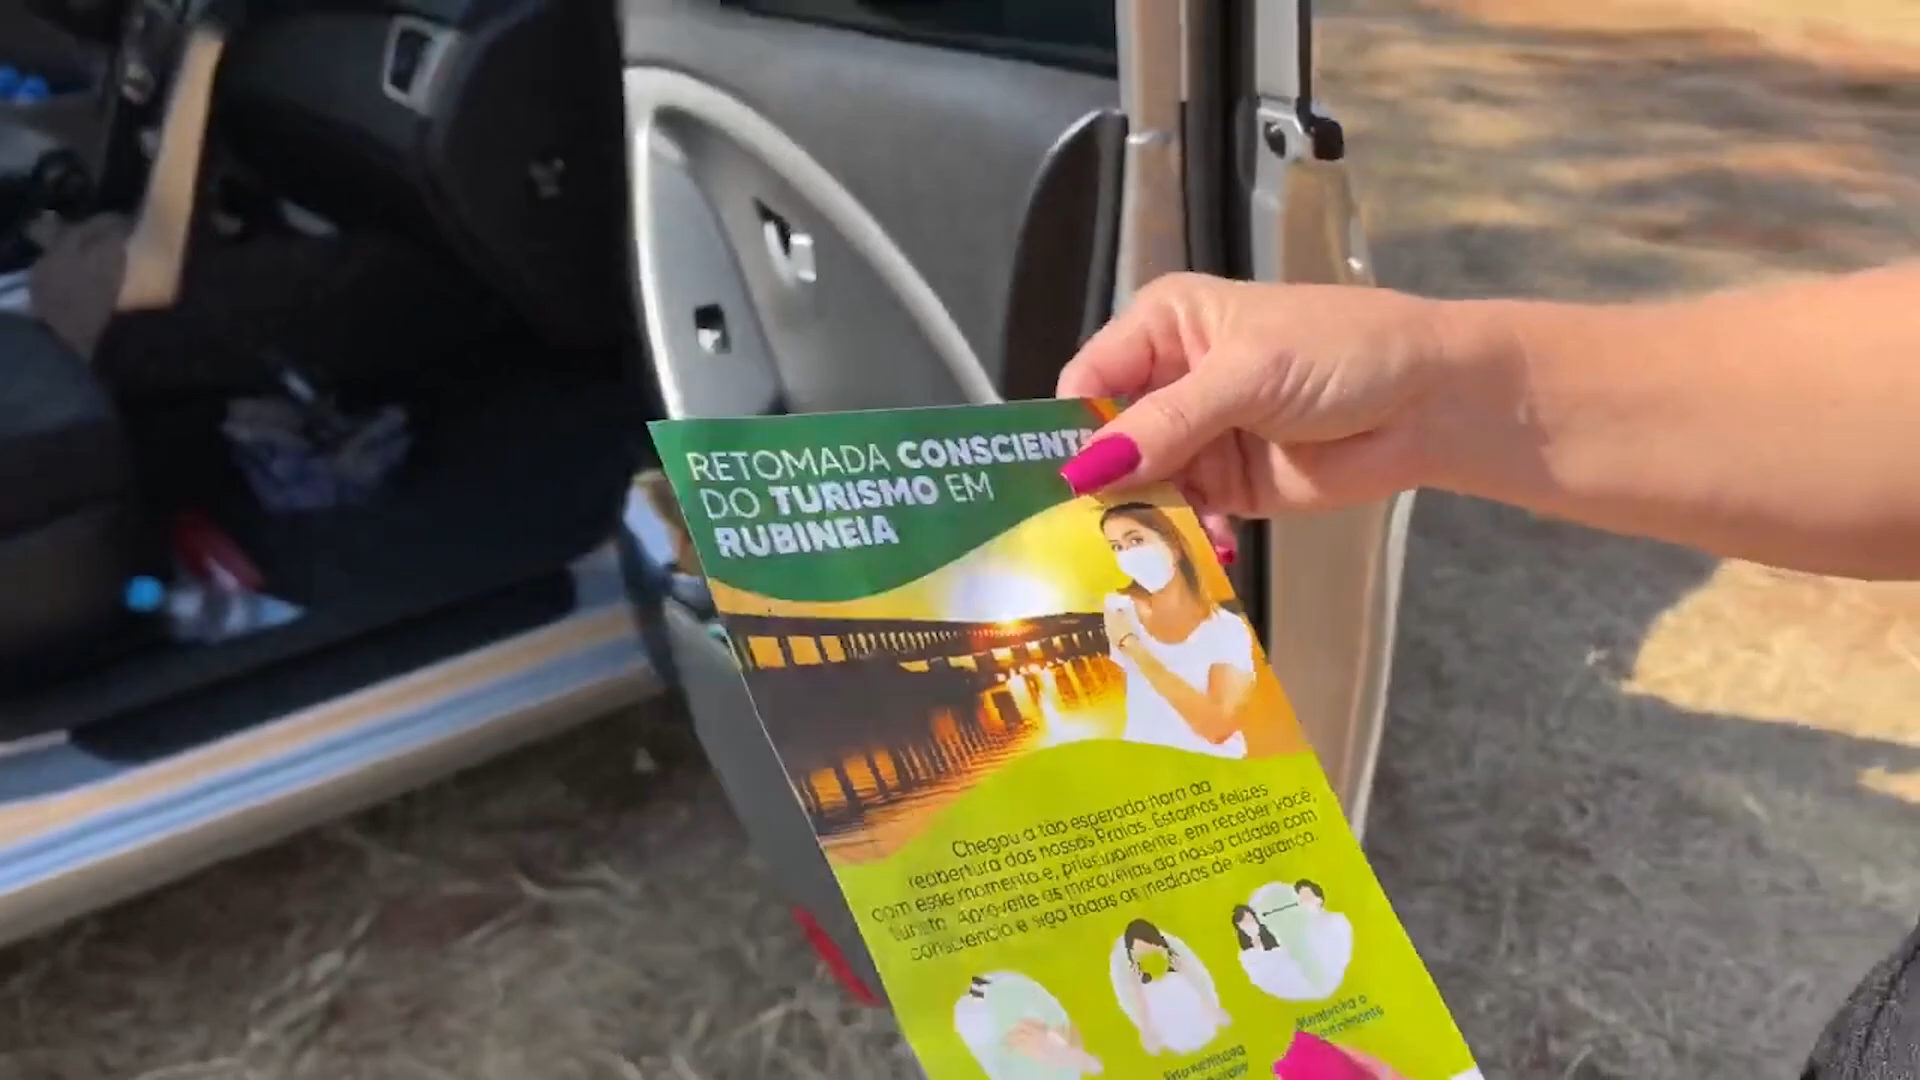 RETOMADA CONSCIENTE
DO TURISMO EM
RUBINEIA
Chegou a tão esperada hora da
reabertura das nossas Praias. Estamos felizes
com esse momento e, principalmente, em receber você,
turista. Aproveite as maravilhas da nossa cidade com
consciência e siga todas as medidas de segurança.
Mantenha o